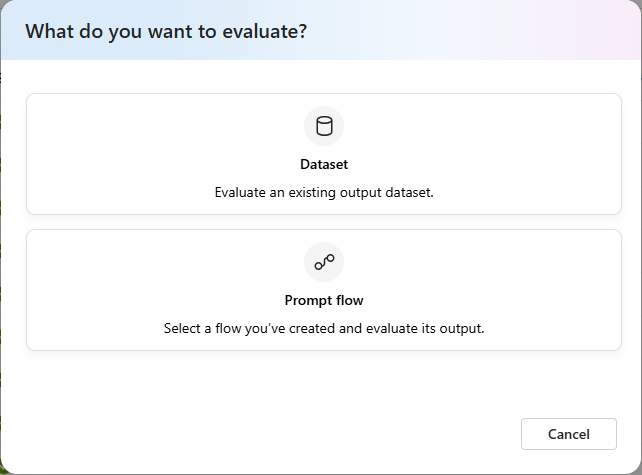 What do you want to evaluate?
Dataset
Evaluate an existing output dataset.
Prompt flow
Select a flow you've created and evaluate its output.
Cancel